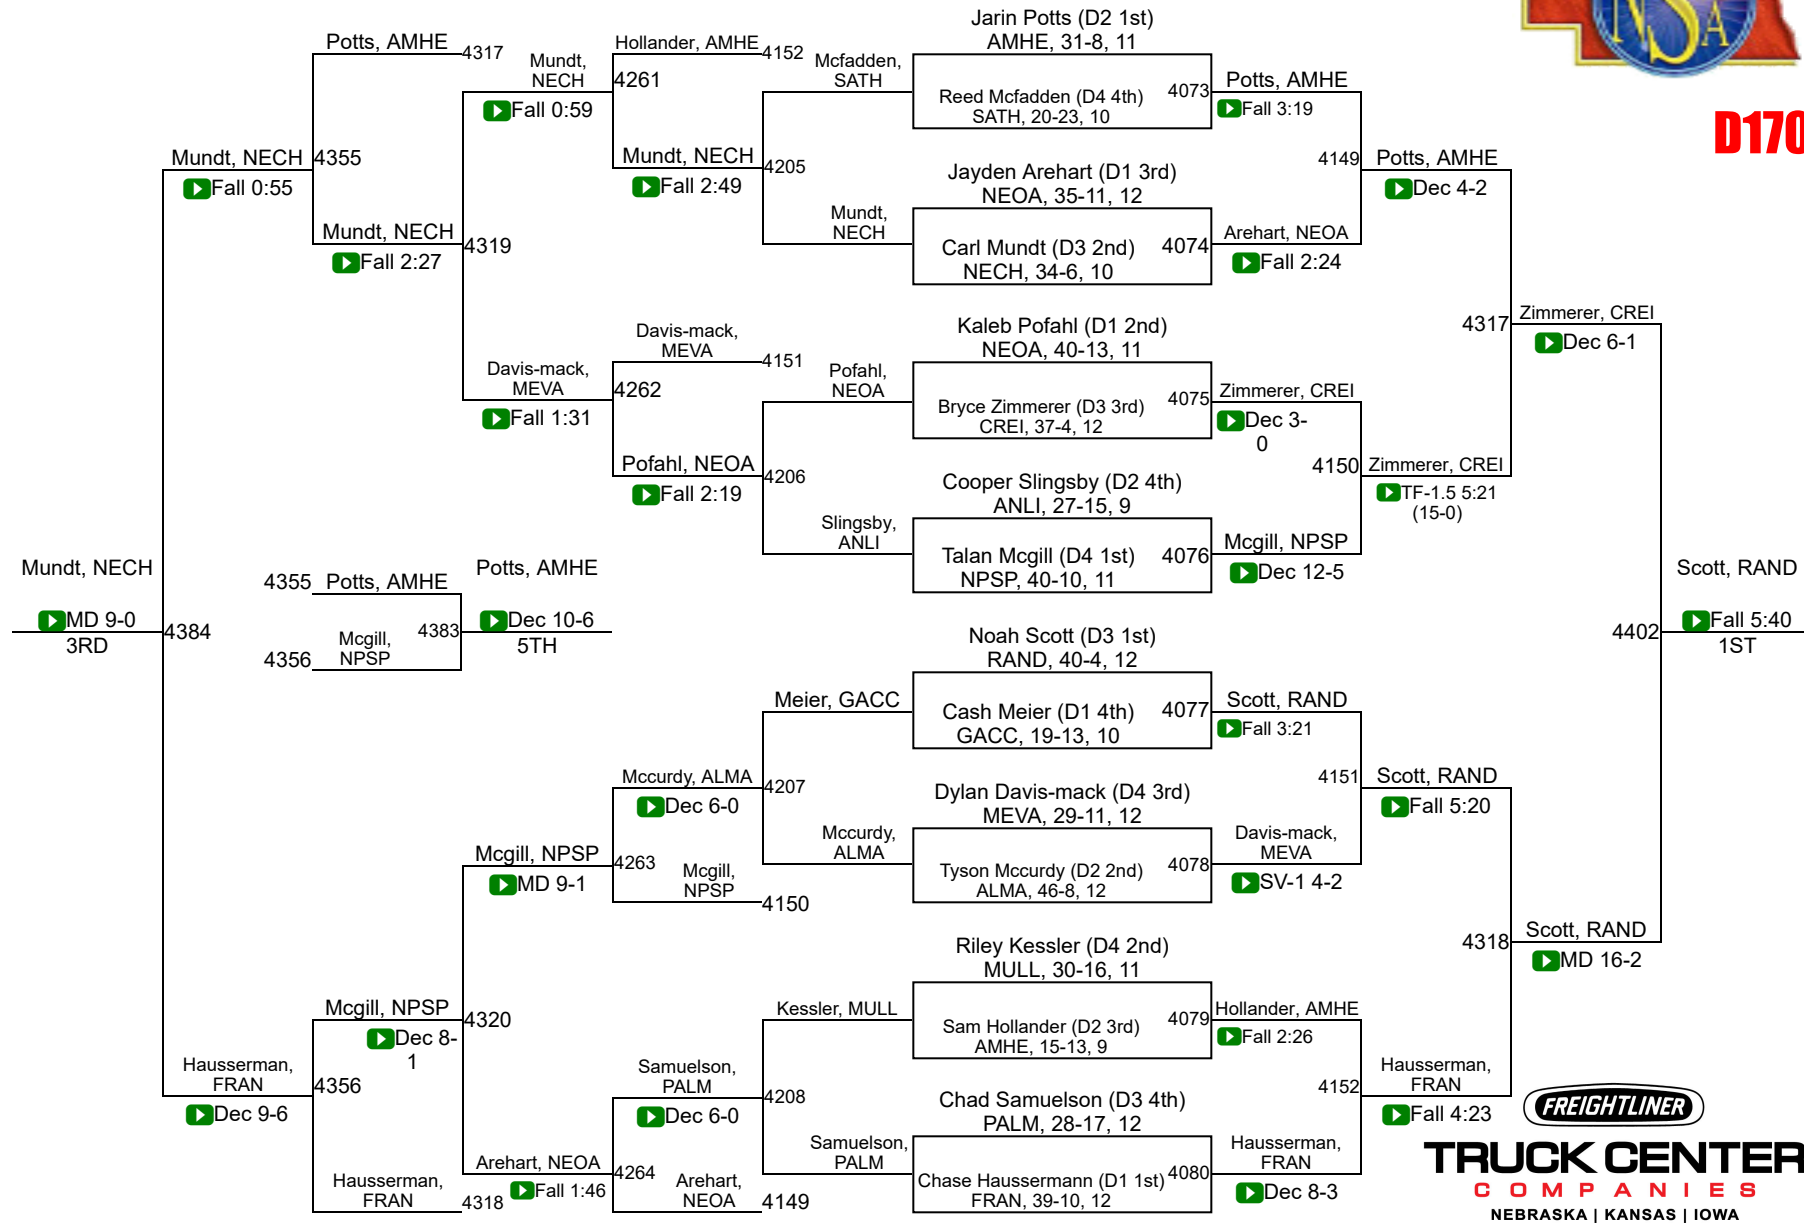 NSA
D170
Jarin Potts (D2 1st)
AMHE, 31-8, 11
Reed Mcfadden (D4 4th)
SATH, 20-23, 10
4073
Potts, AMHE
Fall 3:19
Jayden Arehart (D1 3rd)
NEOA, 35-11, 12
Carl Mundt (D3 2nd)
NECH, 34-6, 10
4074
Arehart, NEOA
Fall 2:24
4149
Potts, AMHE
Dec 4-2
Kaleb Pofahl (D1 2nd)
NEOA, 40-13, 11
Bryce Zimmerer (D3 3rd)
CREI, 37-4, 12
4075
Zimmerer, CREI
Dec 3-
0
Cooper Slingsby (D2 4th)
ANLI, 27-15, 9
Talan Mcgill (D4 1st)
NPSP, 40-10, 11
4076
Mcgill, NPSP
Dec 12-5
4150
Zimmerer, CREI
TF-1.5 5:21
(15-0)
4317
Zimmerer, CREI
Dec 6-1
Noah Scott (D3 1st)
RAND, 40-4, 12
Cash Meier (D1 4th)
GACC, 19-13, 10
4077
Scott, RAND
Fall 3:21
Dylan Davis-mack (D4 3rd)
MEVA, 29-11, 12
Tyson Mccurdy (D2 2nd)
ALMA, 46-8, 12
4078
Davis-mack,
MEVA
SV-1 4-2
4151
Scott, RAND
Fall 5:20
Riley Kessler (D4 2nd)
MULL, 30-16, 11
Sam Hollander (D2 3rd)
AMHE, 15-13, 9
4079
Hollander, AMHE
Fall 2:26
Chad Samuelson (D3 4th)
PALM, 28-17, 12
Chase Haussermann (D1 1st)
FRAN, 39-10, 12
4080
Hausserman,
FRAN
Dec 8-3
4152
Hausserman,
FRAN
Fall 4:23
4318
Scott, RAND
MD 16-2
4402
Scott, RAND
Fall 5:40
1ST
Mcfadden,
SATH
Mundt,
NECH
4205
Mundt, NECH
Fall 2:49
Hollander, AMHE
4152
4261
Mundt,
NECH
Fall 0:59
Pofahl,
NEOA
Slingsby,
ANLI
4206
Pofahl, NEOA
Fall 2:19
Davis-mack,
MEVA
4151
4262
Davis-mack,
MEVA
Fall 1:31
4319
Mundt, NECH
Fall 2:27
Potts, AMHE
4317
4355
Mundt, NECH
Fall 0:55
Meier, GACC
Mccurdy,
ALMA
4207
Mccurdy, ALMA
Dec 6-0
Mcgill,
NPSP
4150
4263
Mcgill, NPSP
MD 9-1
Kessler, MULL
Samuelson,
PALM
4208
Samuelson,
PALM
Dec 6-0
Arehart,
NEOA
4149
4264
Arehart, NEOA
Fall 1:46
4320
Mcgill, NPSP
Dec 8-
1
Hausserman,
FRAN
4318
4356
Hausserman,
FRAN
Dec 9-6
4384
Mundt, NECH
MD 9-0
3RD
4355
Potts, AMHE
4356
Mcgill,
NPSP
4383
Potts, AMHE
Dec 10-6
5TH
FREIGHTLINER
TRUCK CENTER
COMPANIES
NEBRASKA | KANSAS | IOWA